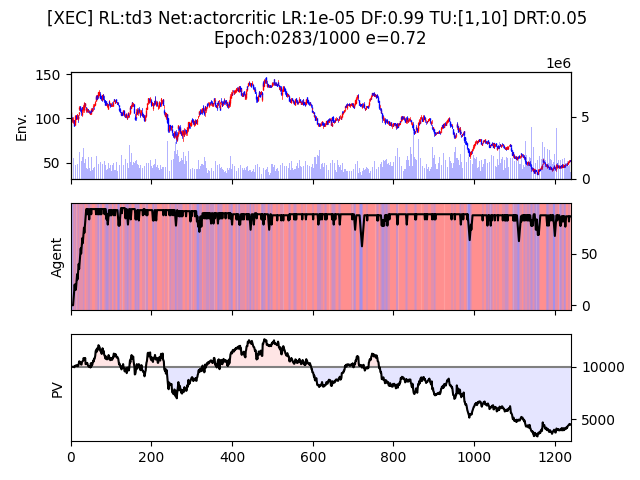 [XEC] RL:td3 Net:actorcritic LR:1e-05 DF:0.99 TU:[1,10] DRT:0.05
Epoch:0283/1000 e=0.72
1e6
150
100
50
Env.
5
0
Agent
50
0
PV
10000
5000
0 200 400 600 800 1000 1200